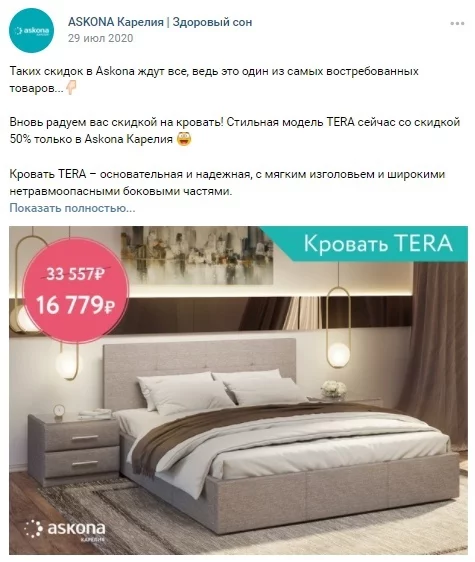 askona
ASKONA Карелия | Здоровый сон
29 июл 2020
Таких скидок в Askona ждут все, ведь это один из самых востребованных
товаров...👇🏻
Вновь радуем вас скидкой на кровать! Стильная модель TERA сейчас со скидкой
50% только в Askona Карелия 😱
Кровать TERA – основательная и надежная, с мягким изголовьем и широкими
нетравмоопасными боковыми частями.
Показать полностью...
Кровать TERA
33 557₽
16 779₽
askona
КАРЕЛИЯ